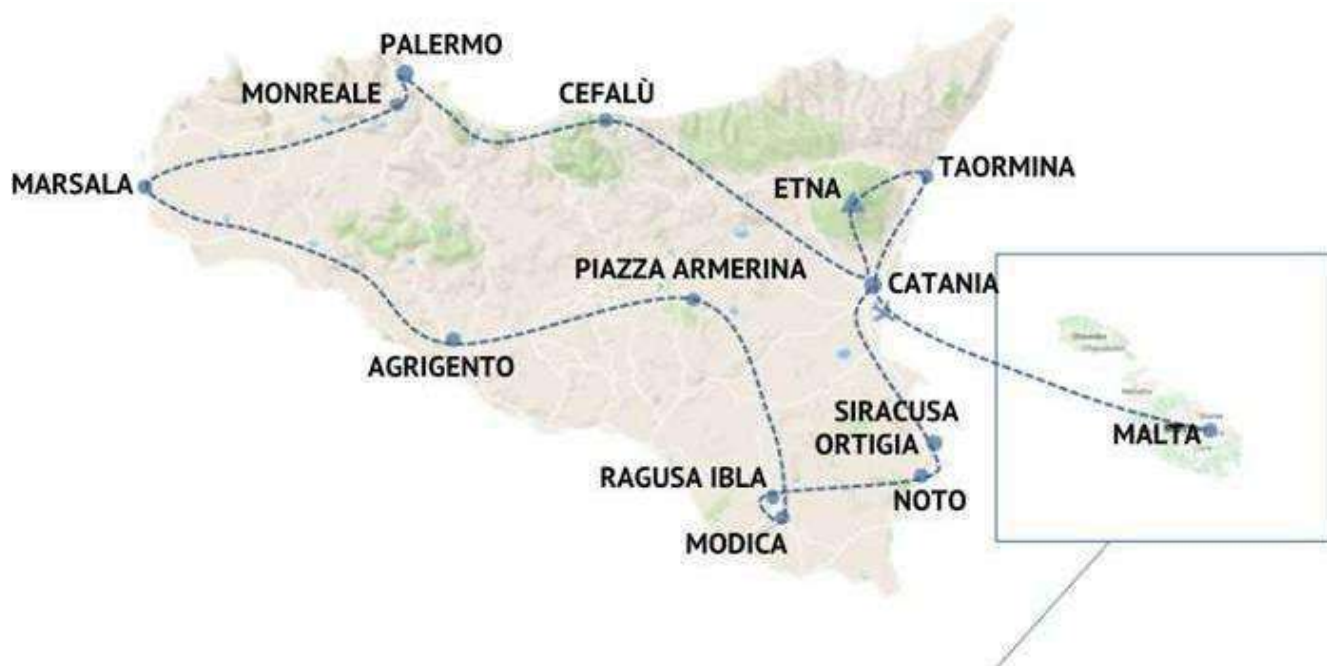 PALERMO
MONREALE
CEFALÙ
MARSALA
ETNA
TAORMINA
PIAZZA ARMERINA
CATANIA
AGRIGENTO
SIRACUSA
ORTIGIA
MALTA
RAGUSA IBLA
NOTO
MODICA